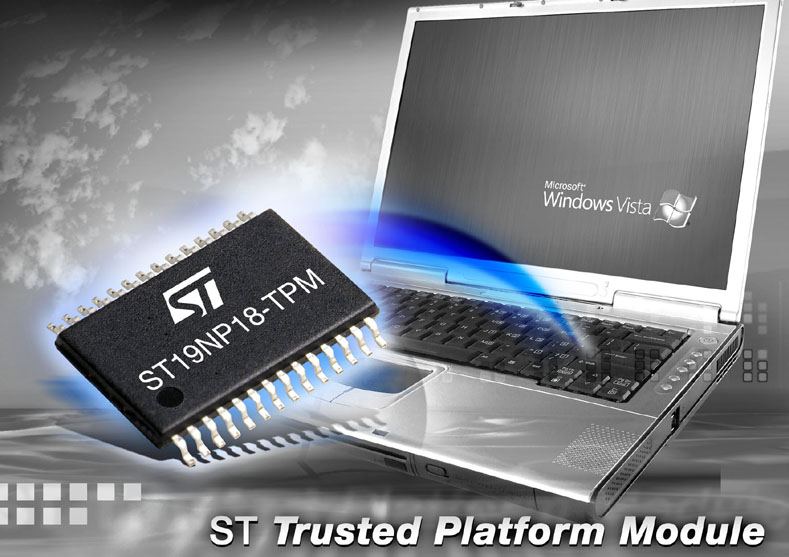 Microsoft®
Windows Vista
ST
ST19NP18-TPM
ST Trusted Platform Module